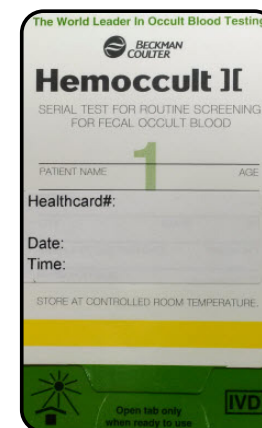 The World Leader In Occult Blood Testing
BECKMAN
COULTER
Hemoccult II
SERIAL TEST FOR ROUTINE SCREENING
FOR FECAL OCCULT BLOOD
1
PATIENT NAME AGE
Healthcard#:
Date:
Time:
STORE AT CONTROLLED ROOM TEMPERATURE.
IVD
Open tab only
when ready to use